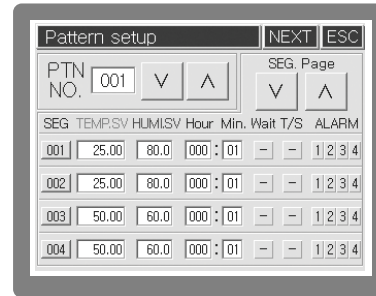 Pattern setup NEXT ESC
PTN NO. 001 SEG. Page
SEG TEMP.SV HUMI.SV Hour Min. Wait T/S ALARM
001 25.00 80.0 000 : 01 - - 1 2 3 4
002 25.00 80.0 000 : 01 - - 1 2 3 4
003 50.00 60.0 000 : 01 - - 1 2 3 4
004 50.00 60.0 000 : 01 - - 1 2 3 4